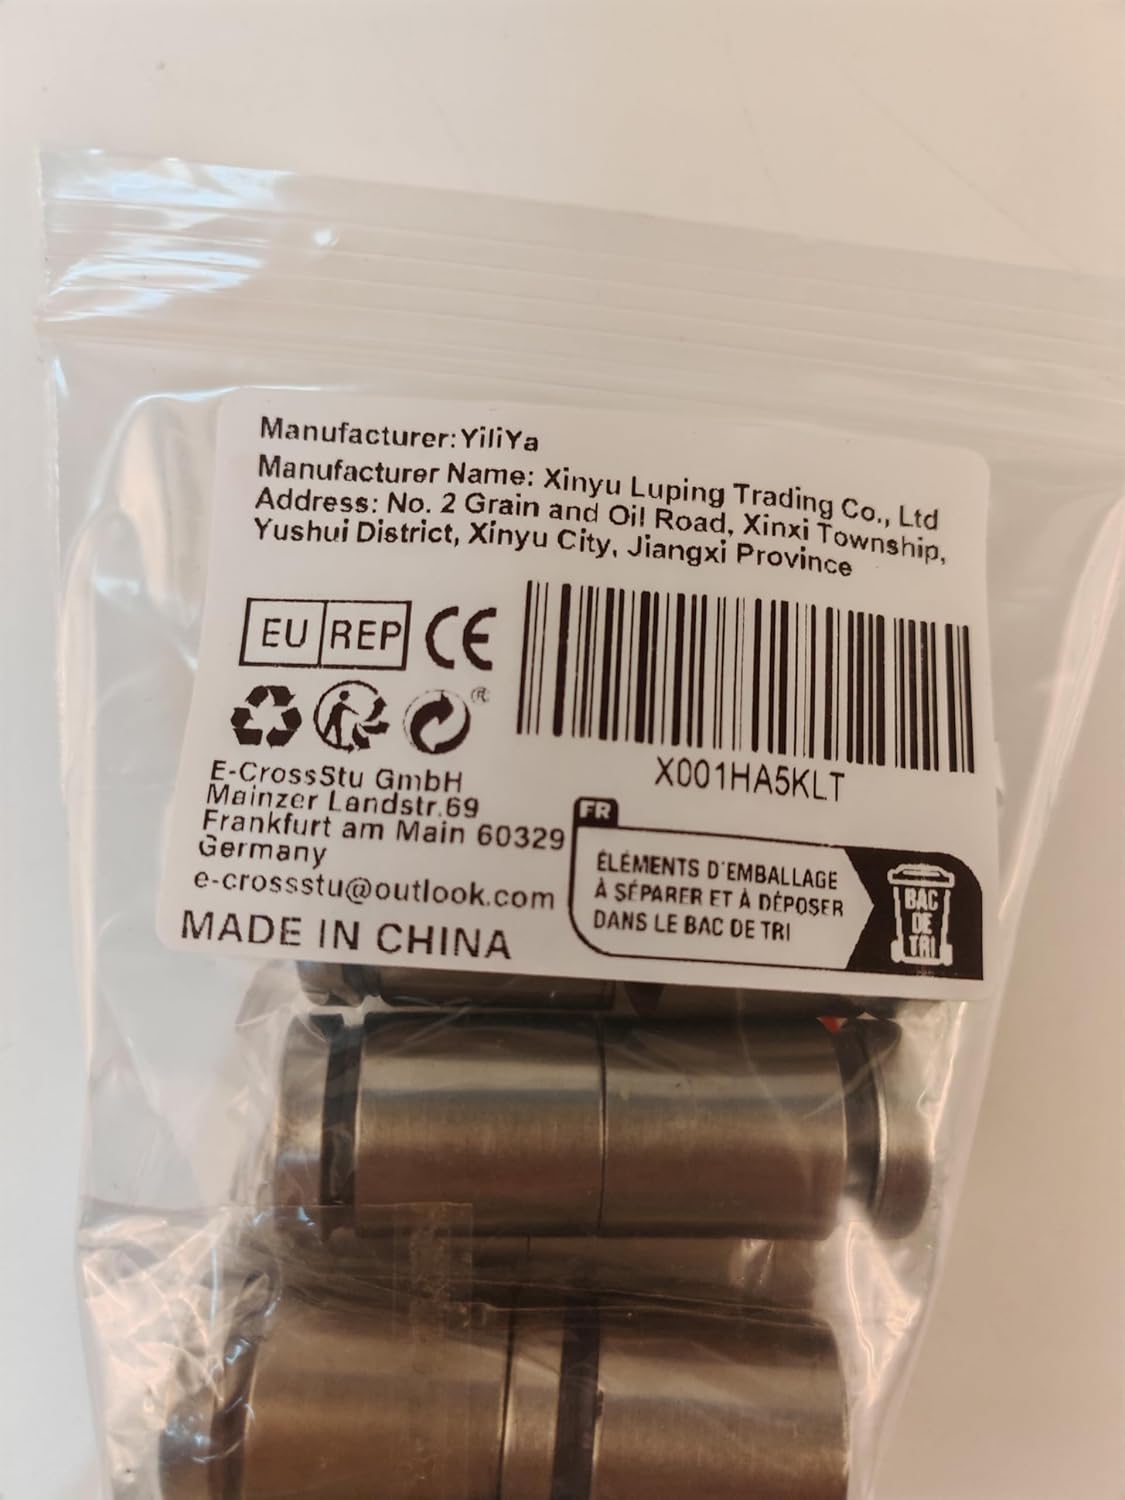 Manufacturer:YiliYa
Manufacturer Name: Xinyu Luping Trading Co., Ltd
Address: No. 2 Grain and Oil Road, Xinxi Township,
Yushui District, Xinyu City, Jiangxi Province
EU REP CE
®
X001HA5KLT
E-CrossStu GmbH
Mainzer Landstr.69
Frankfurt am Main 60329
Germany
e-crossstu@outlook.com
MADE IN CHINA
FR
ÉLÉMENTS D'EMBALLAGE
À SÉPARER ET À DÉPOSER
DANS LE BAC DE TRI
BAC
DE
TRI